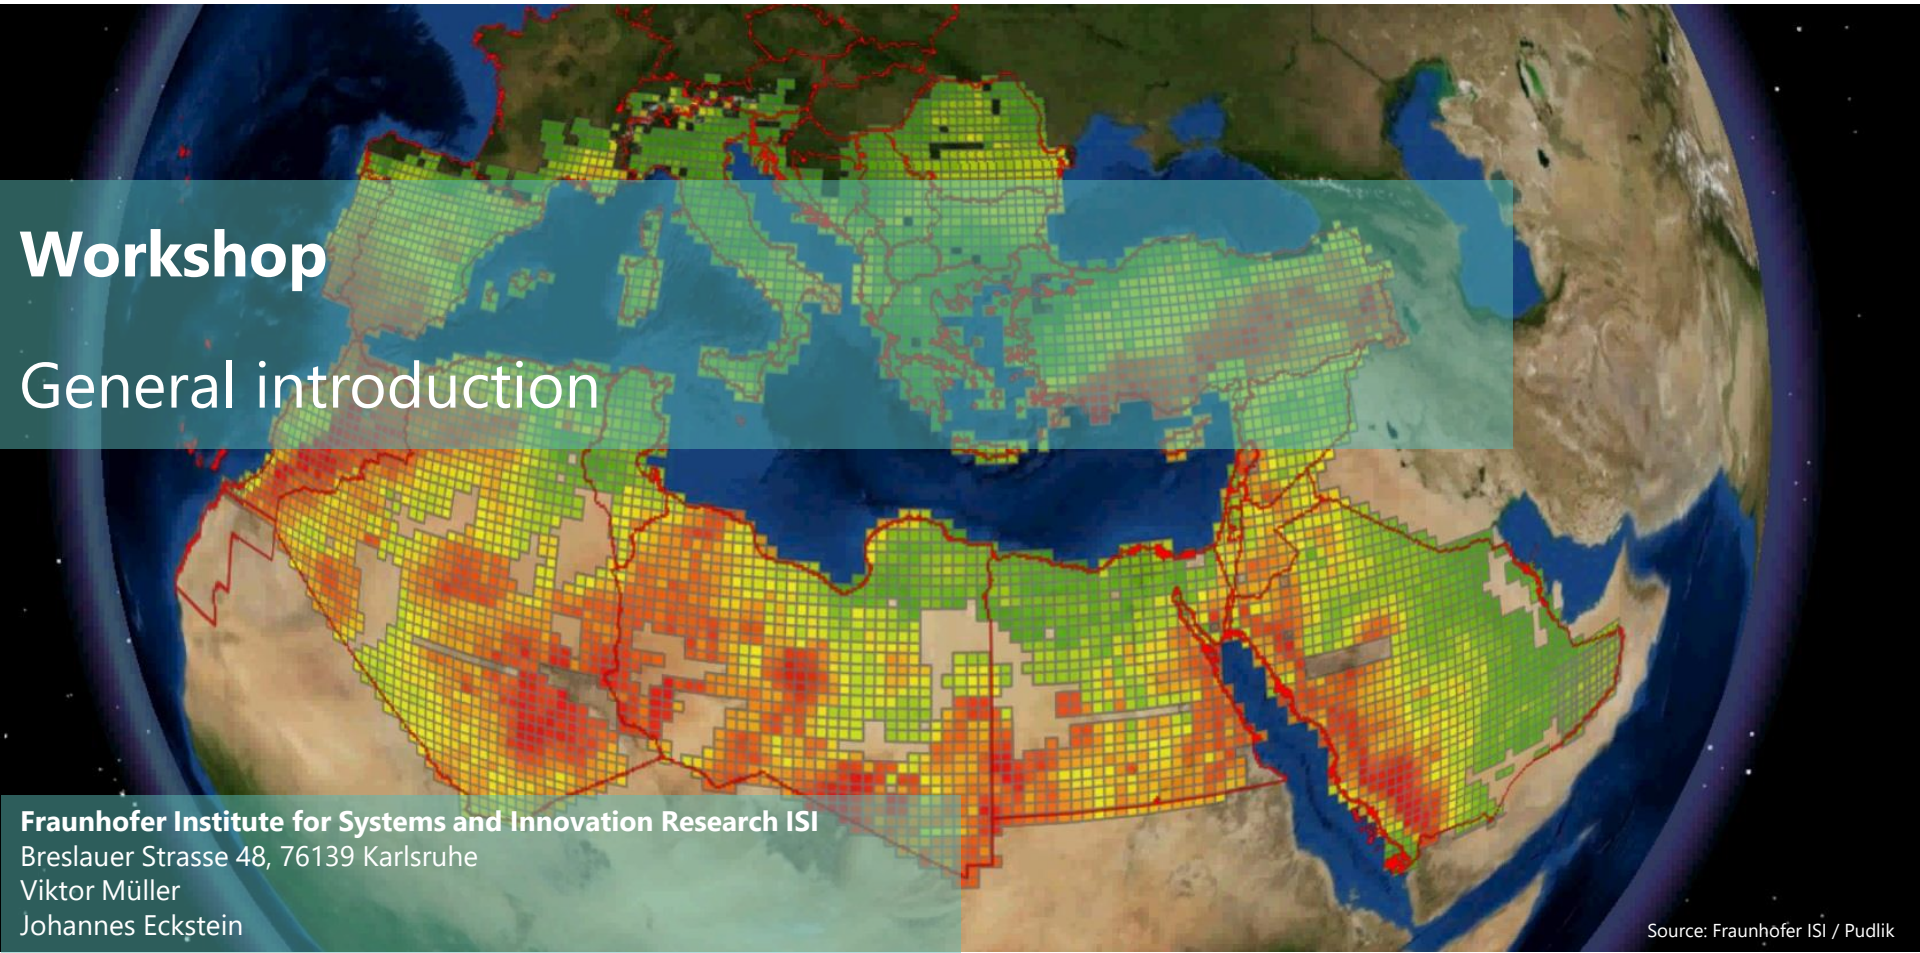 Workshop
General introduction
Fraunhofer Institute for Systems and Innovation Research ISI
Breslauer Strasse 48, 76139 Karlsruhe
Viktor Müller
Johannes Eckstein
Source: Fraunhofer ISI / Pudlik